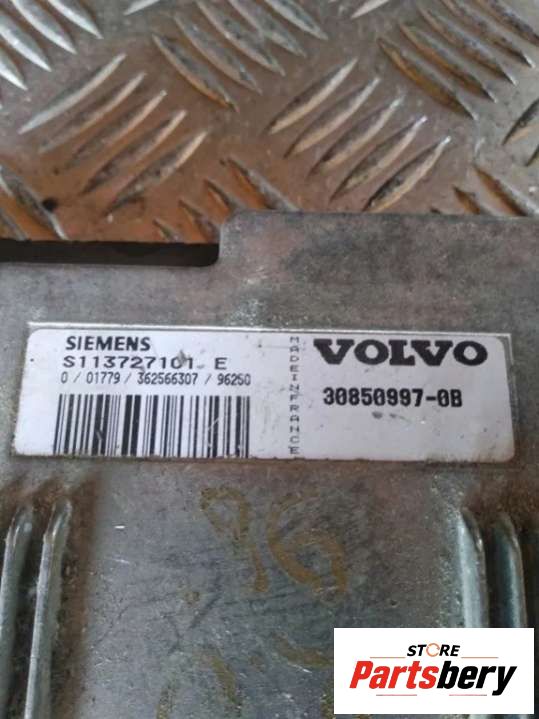 SIEMENS
S113727101 E
0 / 01779 / 362566307 / 96250
MADE IN FRANCE
VOLVO
30850997-0B
96
STORE
Partsbery